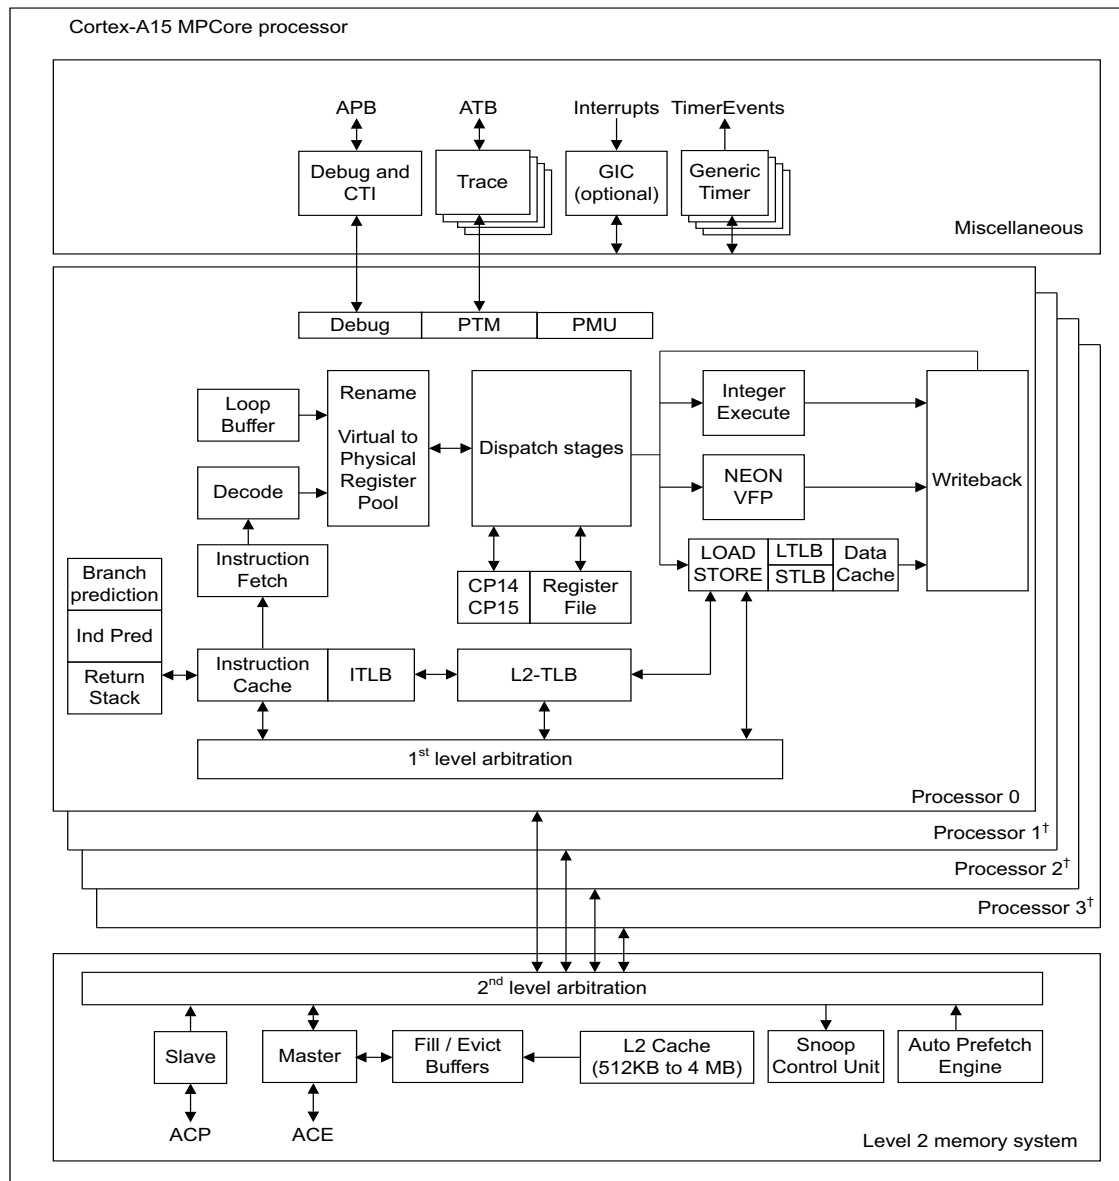 Cortex-A15 MPCore processor
APB
ATB
Interrupts
TimerEvents
Debug and
CTI
Trace
GIC
(optional)
Generic
Timer
Miscellaneous
Debug
PTM
PMU
Loop
Buffer
Rename
Virtual to
Physical
Register
Pool
Dispatch stages
Integer
Execute
Writeback
Decode
NEON
VFP
Instruction
Fetch
LOAD
STORE
LTLB
STLB
Data
Cache
Branch
prediction
Ind Pred
Return
Stack
CP14
CP15
Register
File
Instruction
Cache
ITLB
L2-TLB
1st level arbitration
Processor 0
Processor 1†
Processor 2†
Processor 3†
2nd level arbitration
Slave
Master
Fill / Evict
Buffers
L2 Cache
(512KB to 4 MB)
Snoop
Control Unit
Auto Prefetch
Engine
ACP
ACE
Level 2 memory system